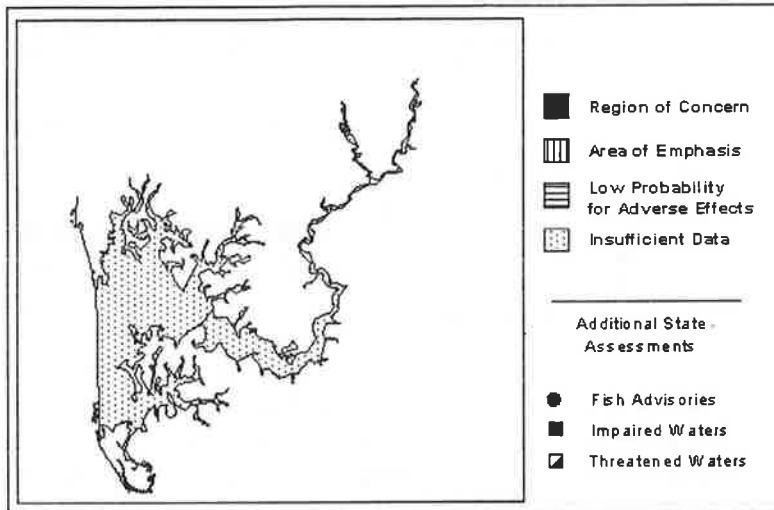 Region of Concern
Area of Emphasis
Low Probability
for Adverse Effects
Insufficient Data
Additional State
Assessments
Fish Advisories
Impaired Waters
Threatened Waters